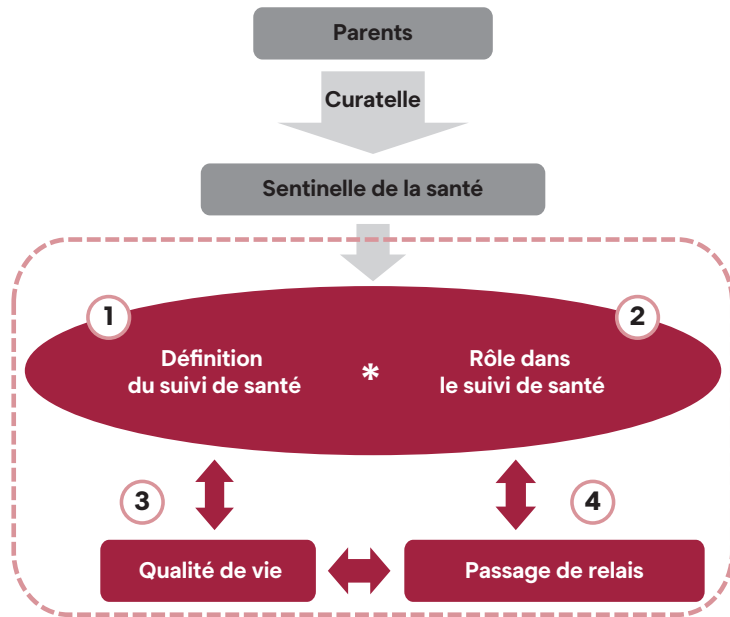 Parents
Curatelle
Sentinelle de la santé
1
2
Définition
du suivi de santé
*
Rôle dans
le suivi de santé
3
4
Qualité de vie
Passage de relais